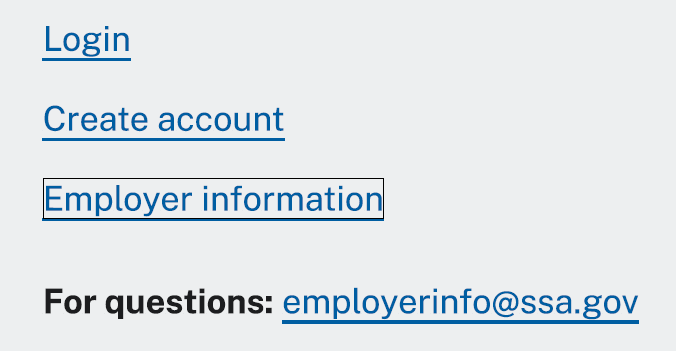 Login
Create account
Employer information
For questions: employerinfo@ssa.gov